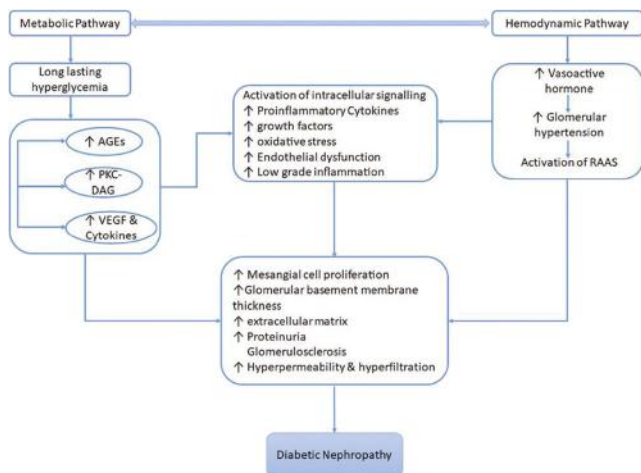 Metabolic Pathway
Hemodynamic Pathway
Long lasting
hyperglycemia
↑ AGEs
↑ PKC-
DAG
↑ VEGF &
Cytokines
Activation of intracellular signalling
↑ Proinflammatory Cytokines
↑ growth factors
↑ oxidative stress
↑ Endothelial dysfunction
↑ Low grade inflammation
↑ Vasoactive
hormone
↑ Glomerular
hypertension
Activation of RAAS
↑ Mesangial cell proliferation
↑Glomerular basement membrane
thickness
↑ extracellular matrix
↑ Proteinuria
Glomerulosclerosis
↑ Hyperpermeability & hyperfiltration
Diabetic Nephropathy